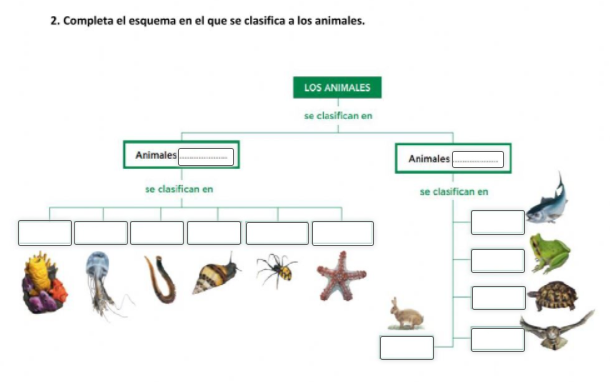 2. Completa el esquema en el que se clasifica a los animales.
LOS ANIMALES
se clasifican en
Animales ....................
Animales ....................
se clasifican en
se clasifican en